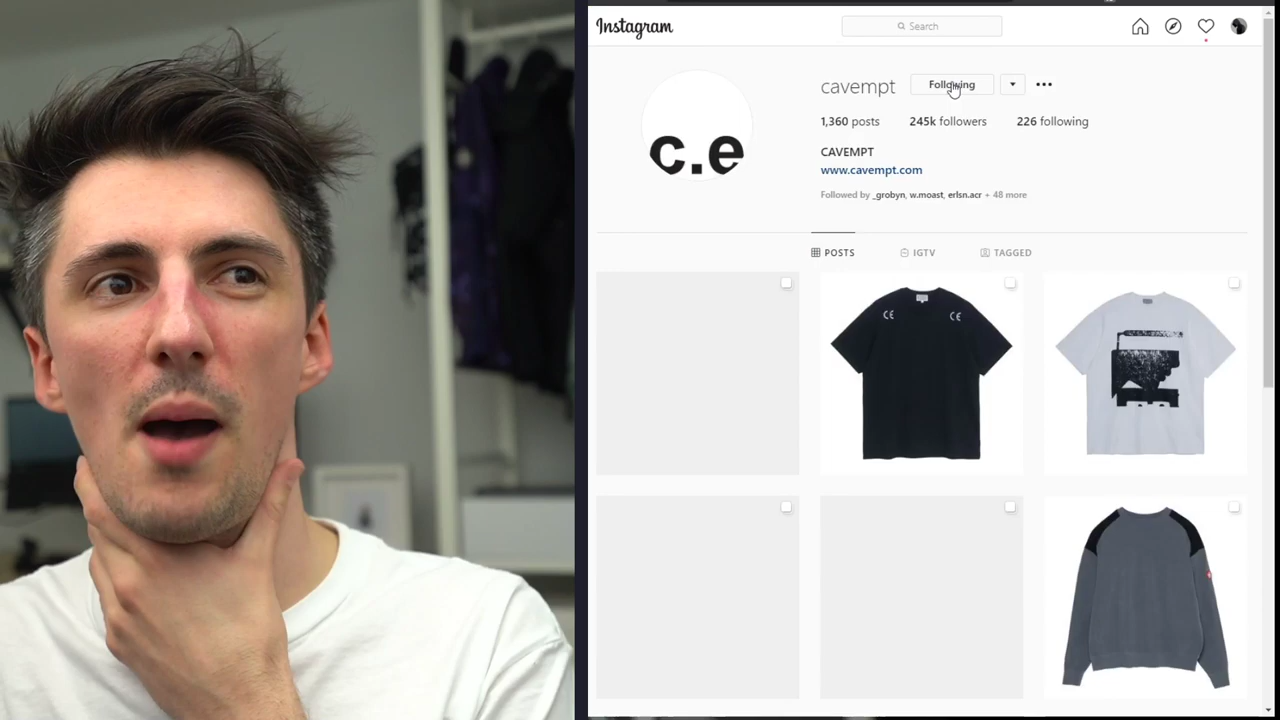 Instagram
Search
cavempt
Following
1,360 posts
245k followers
226 following
CAVEMPT
www.cavempt.com
Followed by _grobyn, w.moast, erlsn.acr + 48 more
c.e
POSTS
IGTV
TAGGED
CE
CE